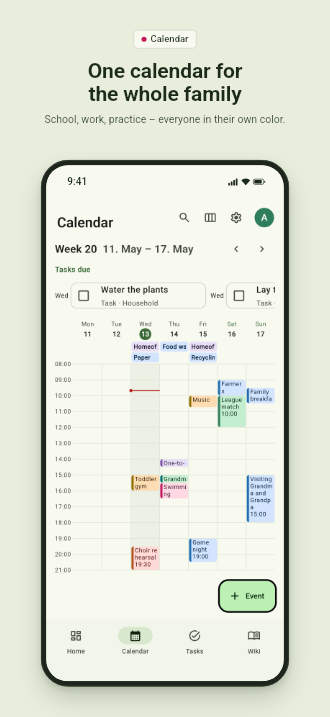 Calendar
One calendar for
the whole family
School, work, practice – everyone in their own color.
9:41
Calendar
A
Week 20 11. May – 17. May
Tasks due
Wed
Water the plants
Task · Household
Wed
Lay t
Task ·
Mon Tue Wed Thu Fri Sat Sun
11 12 13 14 15 16 17
Homeof Food wa Homeof
Paper Recyclin
08:00
09:00
Farmer
s
Family
breakfa
10:00
Music
League
match
10:00
11:00
12:00
13:00
14:00
One-to-
15:00
Toddler
gym
Grandm
Visiting
Grandm
a and
Grandp
a
15:00
16:00
Swimmi
ng
17:00
18:00
19:00
Game
night
19:00
20:00
Choir re
hearsal
19:30
21:00
+ Event
Home Calendar Tasks Wiki